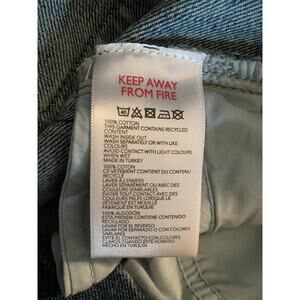 KEEP AWAY
FROM FIRE
100% COTTON
THIS GARMENT CONTAINS RECYCLED
CONTENT
WASH INSIDE OUT
WASH SEPARATELY OR WITH LIKE
COLOURS
AVOID CONTACT WITH LIGHT COLOURS
WHEN WET
MADE IN TURKEY
100% COTON
CE VÊTEMENT CONTIENT DU CONTENU
RECYCLÉ
LAVER À L'ENVERS
LAVER SÉPARÉMENT OU AVEC DES
COULEURS SEMBLABLES
ÉVITER TOUT CONTACT AVEC DES
COULEURS PÂLES LORSQUE LE
VÊTEMENT EST MOUILLÉ
FABRIQUÉ EN TURQUIE
100% ALGODÓN
ESTA PRENDA CONTIENE CONTENIDO
RECICLADO
LAVAR POR EL REVERSO
LAVAR POR SEPARADO O CON COLORES
SIMILARES
EVITE EL CONTACTO CON COLORES
CLAROS CUANDO ESTE HÚMEDO
HECHO EN TURQUÍA